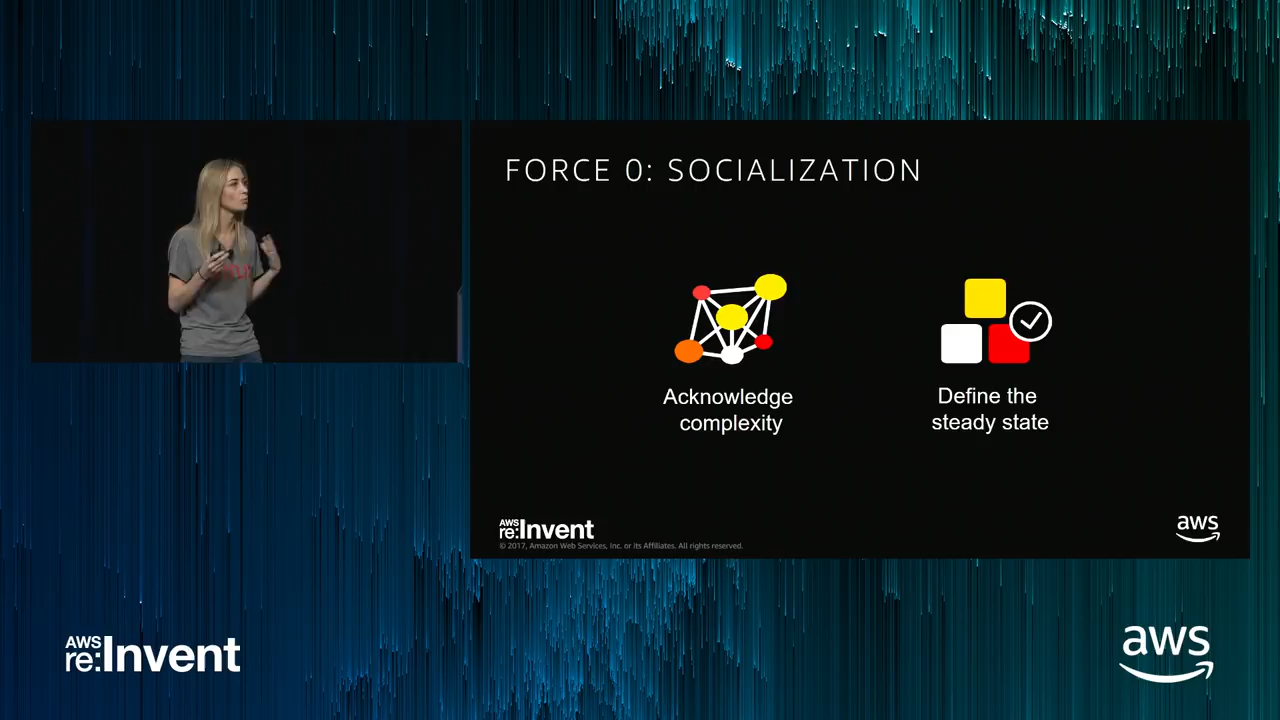 FORCE 0: SOCIALIZATION
Acknowledge
complexity
Define the
steady state
AWS
re:Invent
© 2017, Amazon Web Services, Inc. or its Affiliates. All rights reserved.
aws
AWS
re:Invent
aws